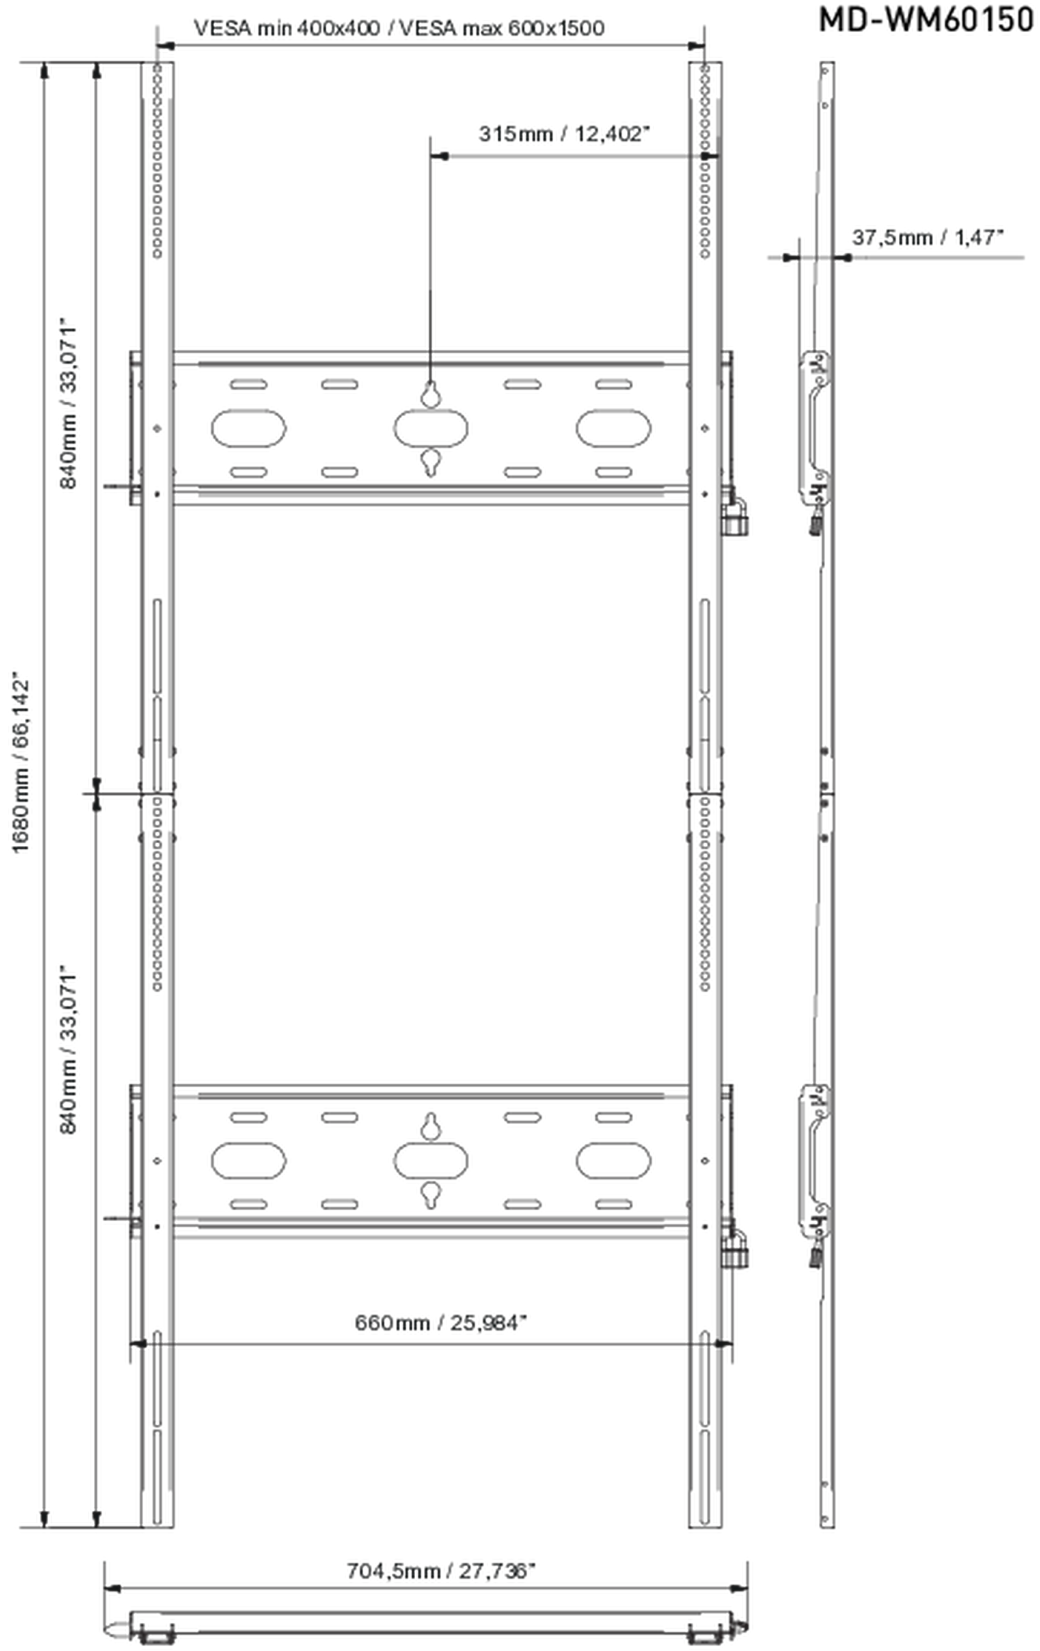 MD-WM60150
VESA min 400x400 / VESA max 600x1500
315mm / 12,402"
37,5mm / 1,47"
840mm / 33,071"
1680mm / 66,142"
840mm / 33,071"
660mm / 25,984"
704,5mm / 27,736"